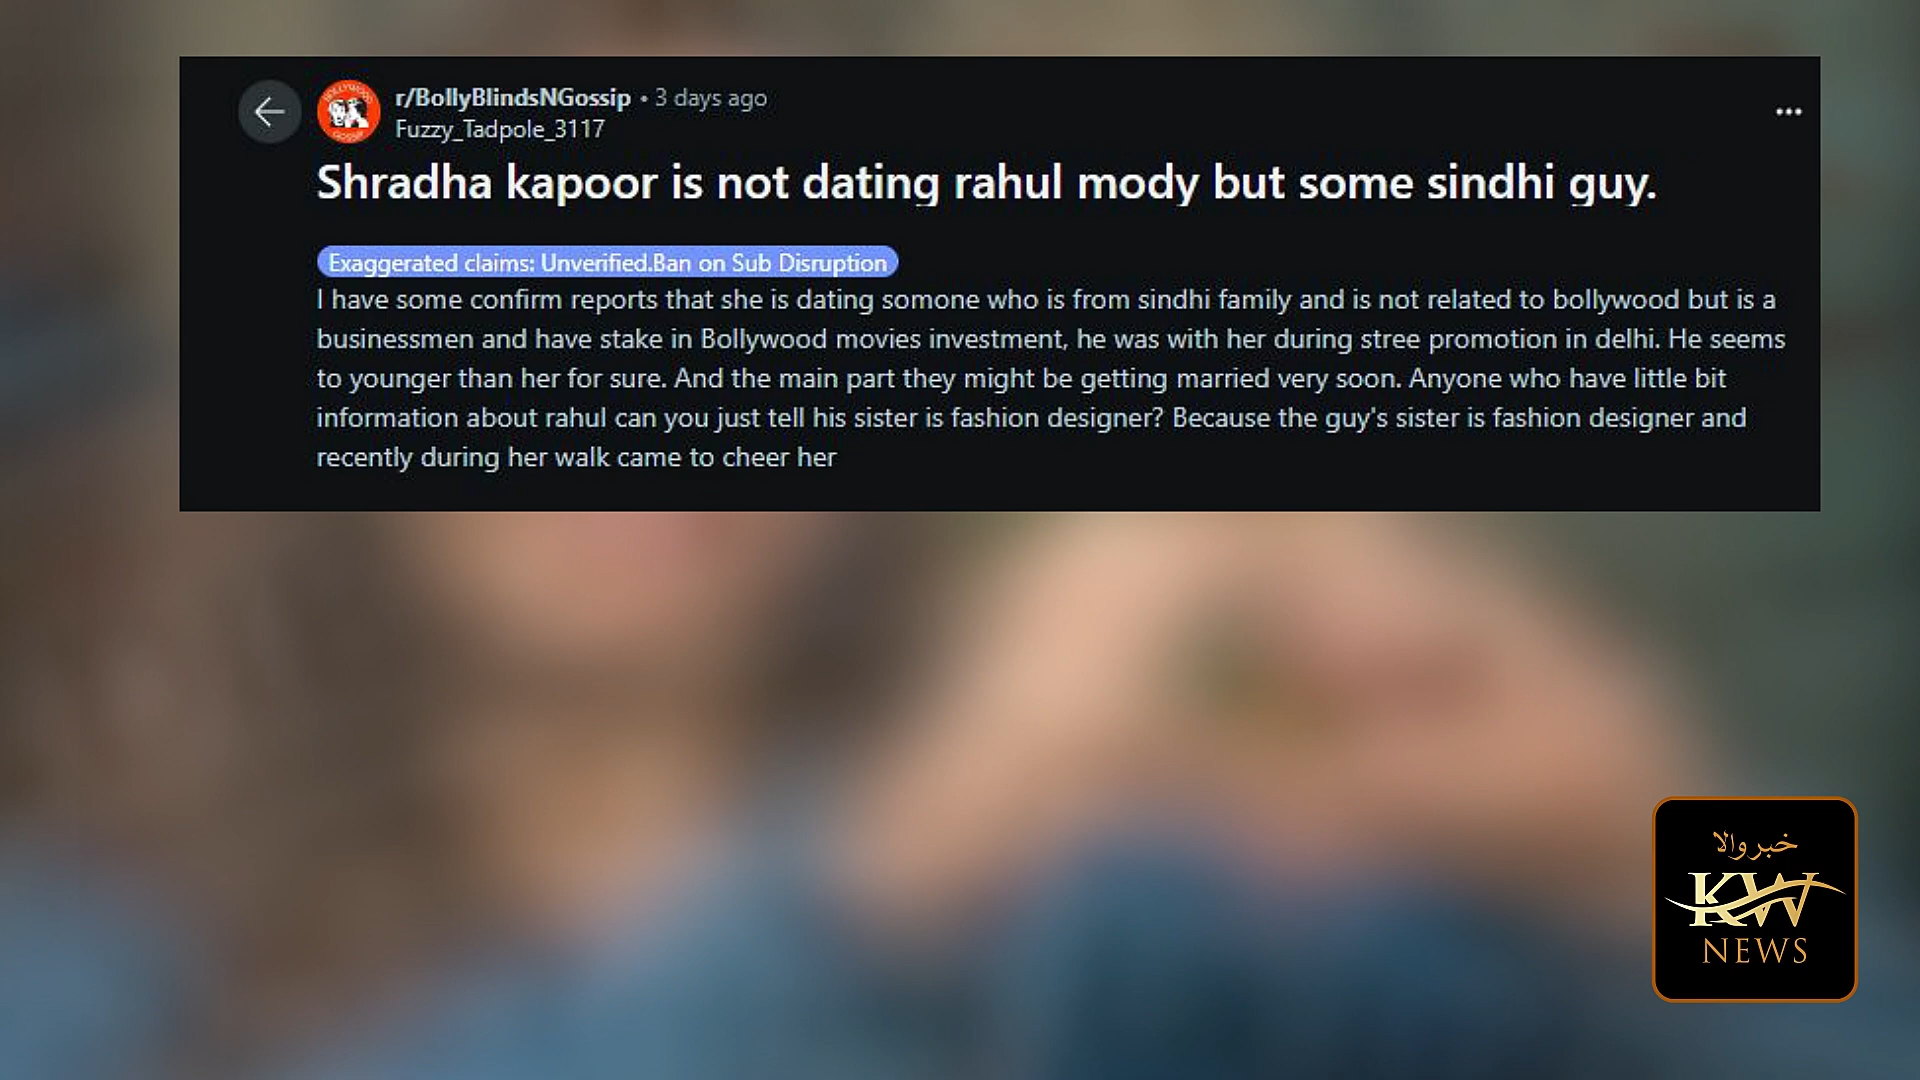 r/BollyBlindsNGossip • 3 days ago
Fuzzy_Tadpole_3117
Shradha kapoor is not dating rahul mody but some sindhi guy.
Exaggerated claims: Unverified.Ban on Sub Disruption
I have some confirm reports that she is dating somone who is from sindhi family and is not related to bollywood but is a
businessmen and have stake in Bollywood movies investment, he was with her during stree promotion in delhi. He seems
to younger than her for sure. And the main part they might be getting married very soon. Anyone who have little bit
information about rahul can you just tell his sister is fashion designer? Because the guy's sister is fashion designer and
recently during her walk came to cheer her
خبر والا
KW
NEWS